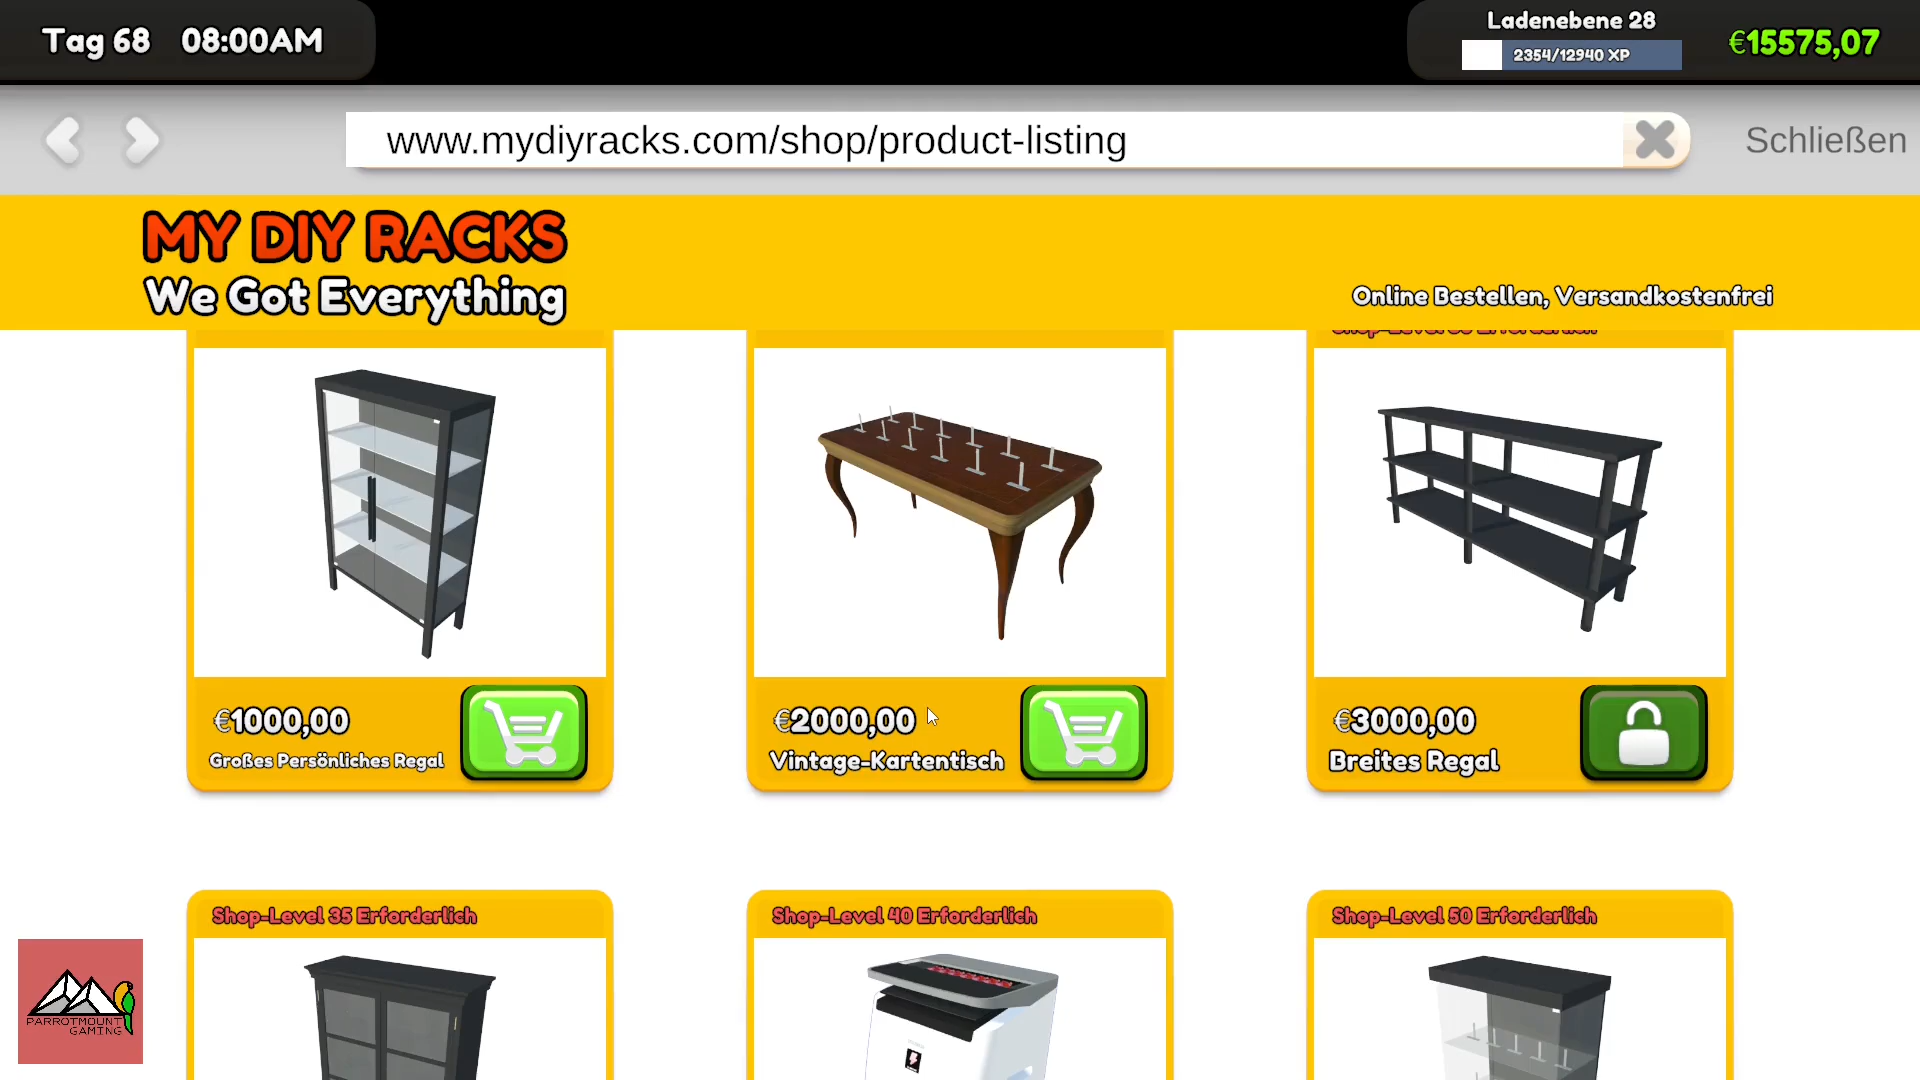 Tag 68 08:00AM
Ladenebene 28
2354/12940 XP
€15575,07
www.mydiyracks.com/shop/product-listing
Schließen
MY DIY RACKS
We Got Everything
Online Bestellen, Versandkostenfrei
€1000,00
Großes Persönliches Regal
€2000,00
Vintage-Kartentisch
€3000,00
Breites Regal
Shop-Level 35 Erforderlich
Shop-Level 40 Erforderlich
Shop-Level 50 Erforderlich
PARROTMOUNT
GAMING